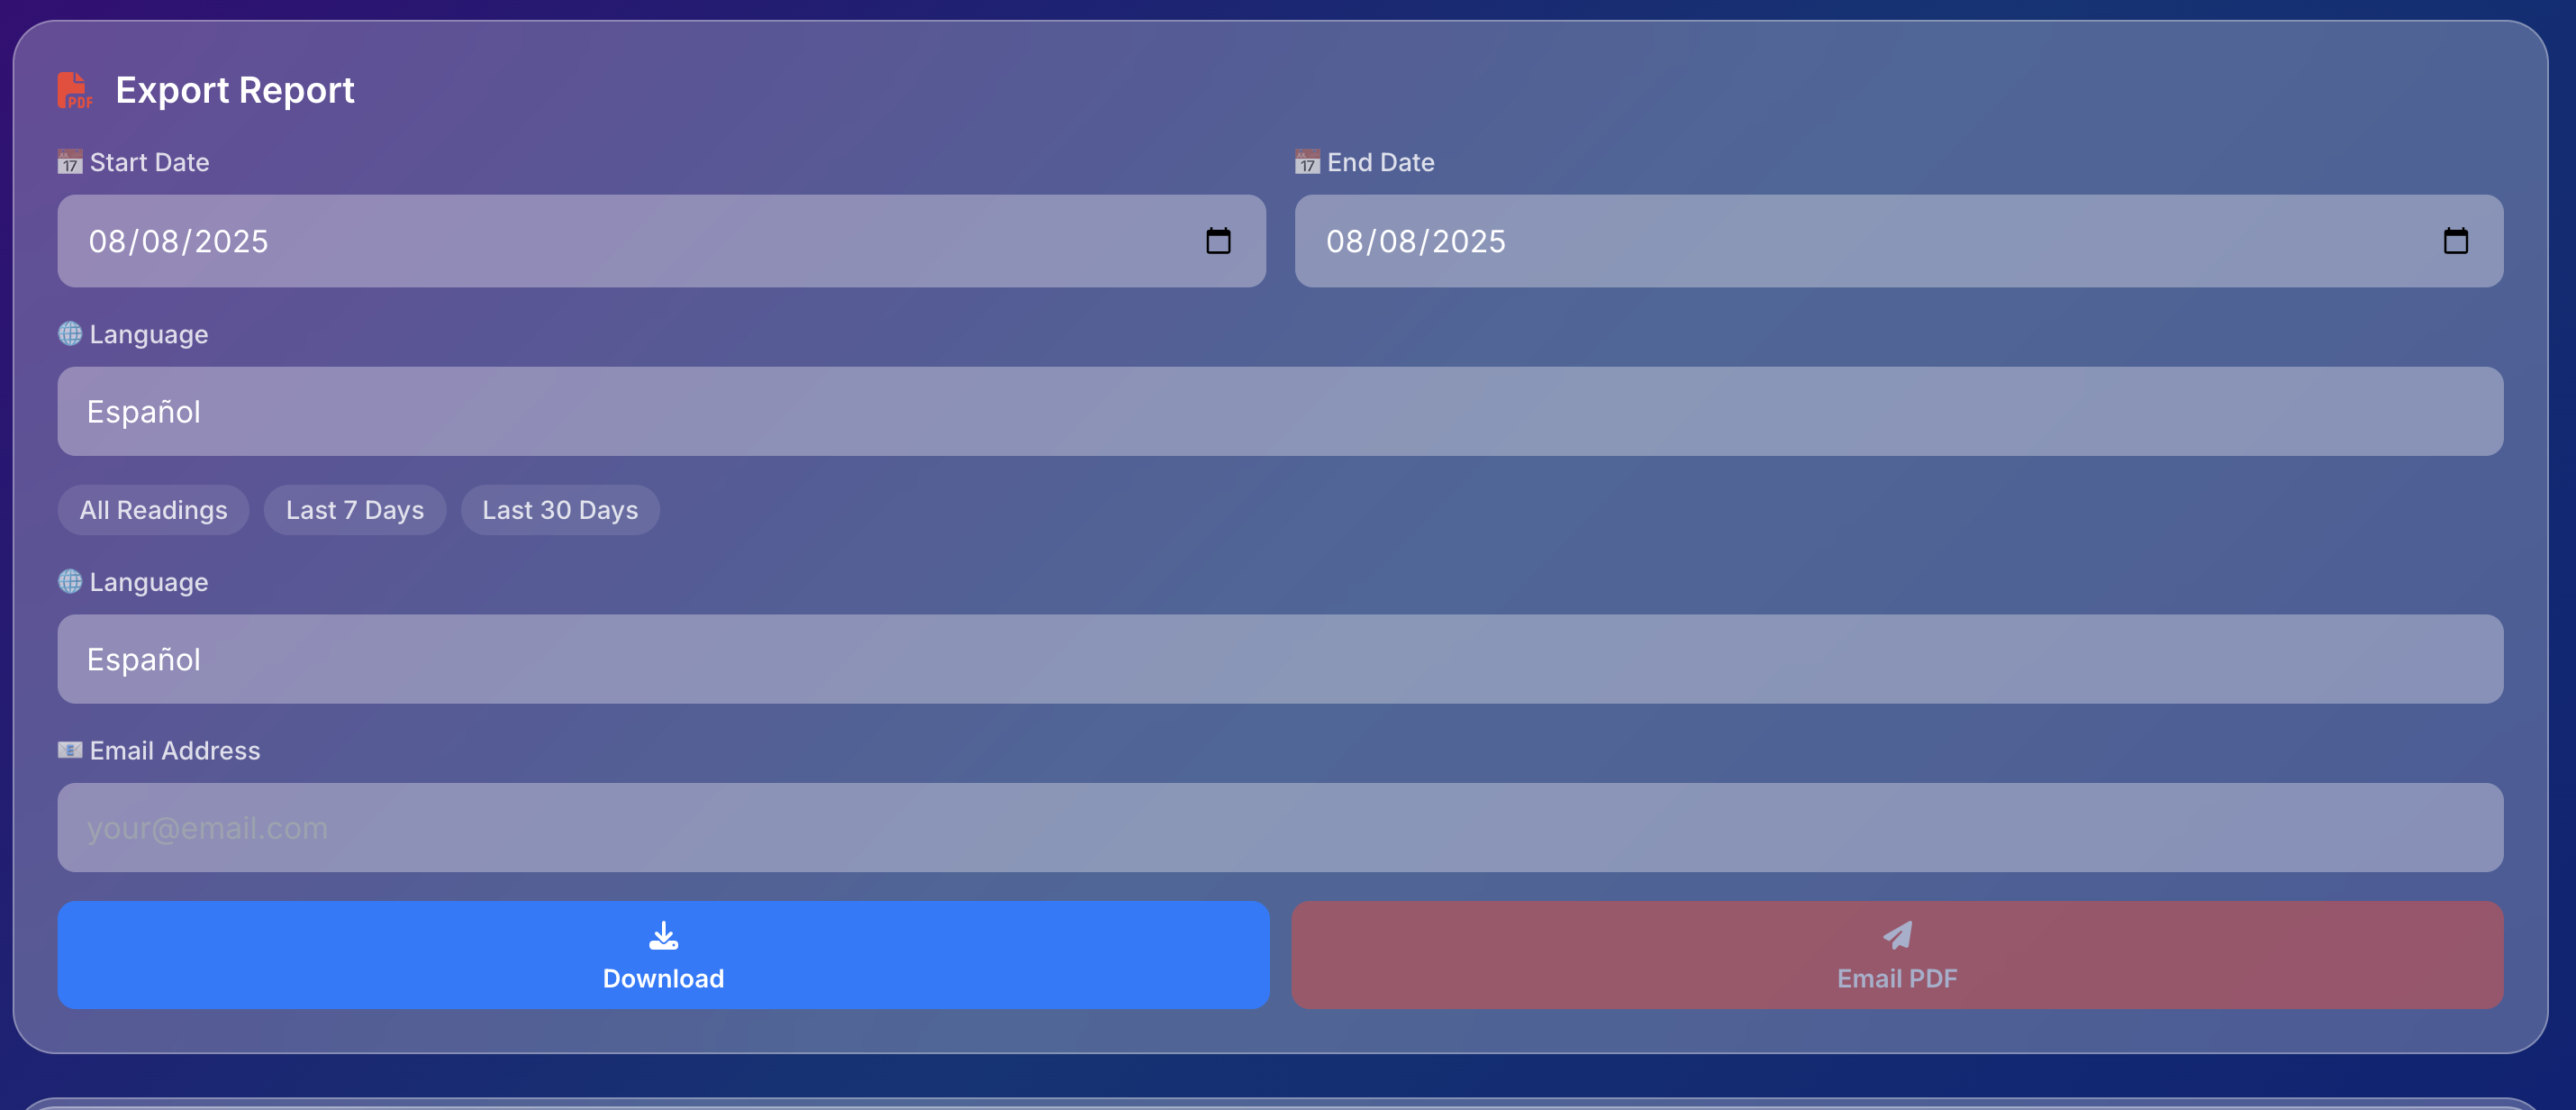 PDF Export Report
Start Date
End Date
08/08/2025
08/08/2025
Language
Español
All Readings Last 7 Days Last 30 Days
Language
Español
Email Address
your@email.com
Download
Email PDF